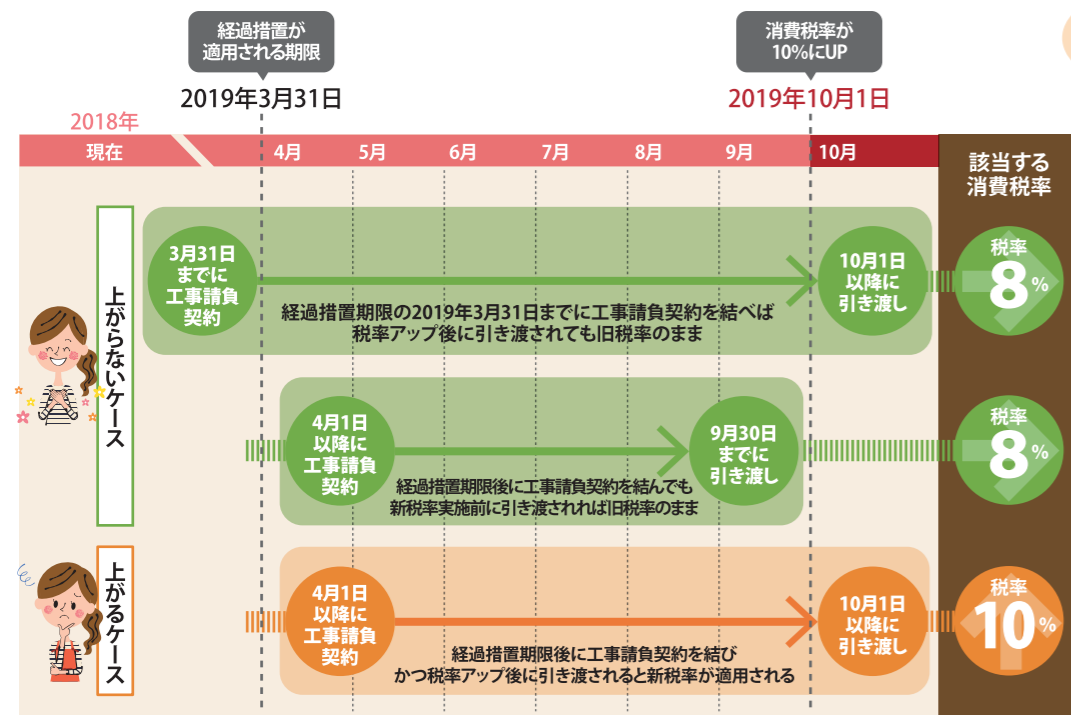 経過措置が
適用される期限
2019年3月31日
消費税率が
10%にUP
2019年10月1日
2018年
現在
4月
5月
6月
7月
8月
9月
10月
該当する
消費税率
上がらないケース
3月31日
までに
工事請負
契約
経過措置期限の2019年3月31日までに工事請負契約を結べば
税率アップ後に引き渡されても旧税率のまま
10月1日
以降に
引き渡し
税率
8%
4月1日
以降に
工事請負
契約
経過措置期限後に工事請負契約を結んでも
新税率実施前に引き渡されれば旧税率のまま
9月30日
までに
引き渡し
税率
8%
上がるケース
4月1日
以降に
工事請負
契約
経過措置期限後に工事請負契約を結び
かつ税率アップ後に引き渡されると新税率が適用される
10月1日
以降に
引き渡し
税率
10%